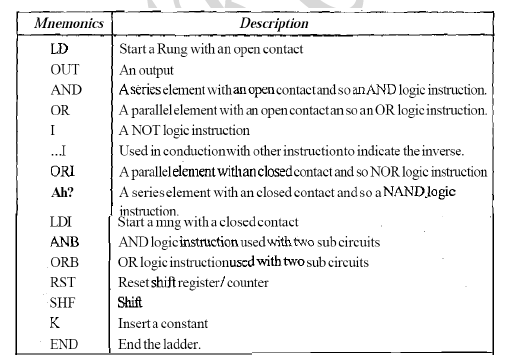 Mnemonics Description
LD Start a Rung with an open contact
OUT An output
AND A series element with an open contact and so an AND logic instruction.
OR A parallel element with an open contact an so an OR logic instruction.
I A NOT logic instruction
...I Used in conduction with other instruction to indicate the inverse.
ORI A parallel element with an closed contact and so NOR logic instruction
Ah? A series element with an closed contact and so a NAND logic
instruction.
LDI Start a mng with a closed contact
ANB AND logic instruction used with two sub circuits
ORB OR logic instruction used with two sub circuits
RST Reset shift register/ counter
SHF Shift
K Insert a constant
END End the ladder.